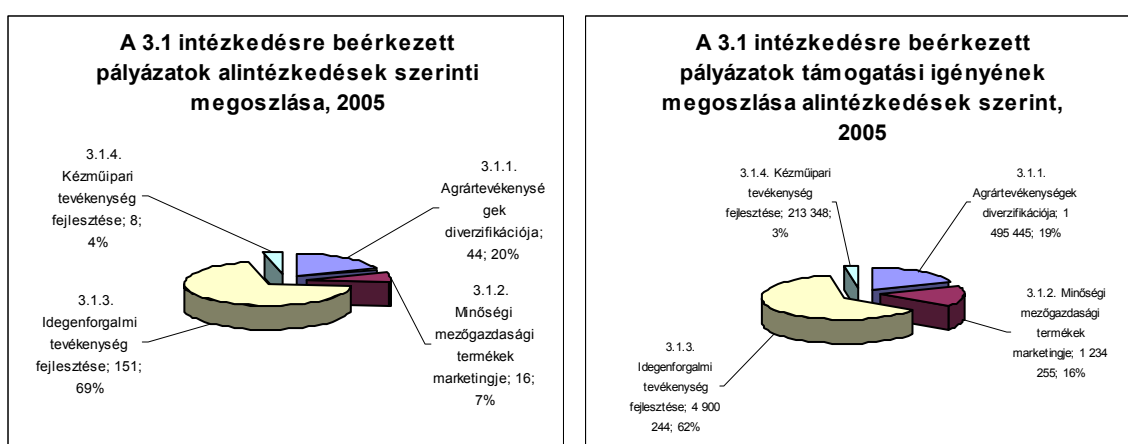 A 3.1 intézkedésre beérkezett
pályázatok alintézkedések szerinti
megoszlása, 2005
3.1.4.
Kézműipari
tevékenység
fejlesztése; 8;
4%
3.1.1.
Agrártevékenysé
gek
diverzifikációja;
44; 20%
3.1.3.
Idegenforgalmi
tevékenység
fejlesztése; 151;
69%
3.1.2.
Minőségi
mezőgazdasági
termékek
marketingje; 16;
7%
A 3.1 intézkedésre beérkezett
pályázatok támogatási igényének
megoszlása alintézkedések szerint,
2005
3.1.4. Kézműipari
tevékenység
fejlesztése; 213 348;
3%
3.1.1.
Agrártevékenységek
diverzifikációja; 1
495 445; 19%
3.1.3.
Idegenforgalmi
tevékenység
fejlesztése; 4 900
244; 62%
3.1.2. Minőségi
mezőgazdasági
termékek
marketingje; 1 234
255; 16%